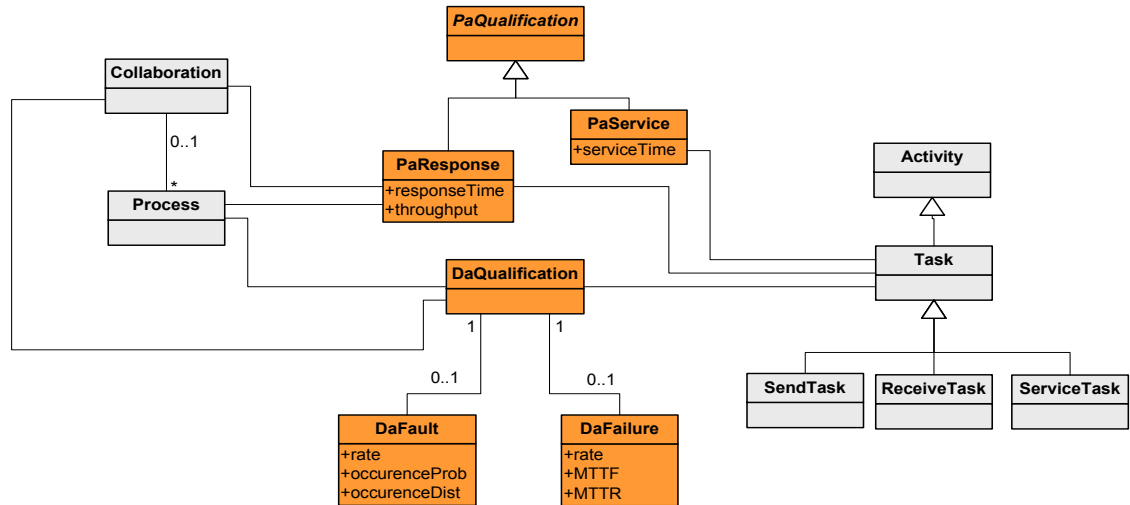 PaQualification
Collaboration
0..1
*
Process
PaService
+serviceTime
PaResponse
+responseTime
+throughput
Activity
Task
DaQualification
1
1
0..1
0..1
DaFault
+rate
+occurenceProb
+occurenceDist
DaFailure
+rate
+MTTF
+MTTR
SendTask
ReceiveTask
ServiceTask